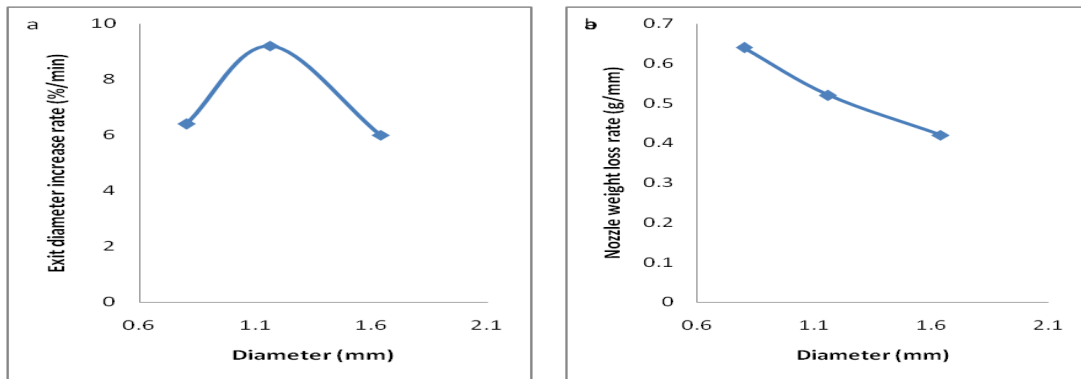 a
Exit diameter increase rate (%/min)
10
8
6
4
2
0
0.6 1.1 1.6 2.1
Diameter (mm)
b
Nozzle weight loss rate (g/mm)
0.7
0.6
0.5
0.4
0.3
0.2
0.1
0
0.6 1.1 1.6 2.1
Diameter (mm)